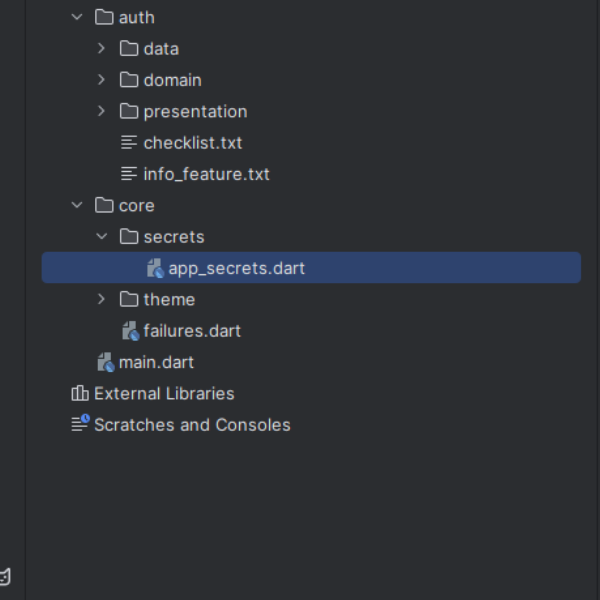 auth
data
domain
presentation
checklist.txt
info_feature.txt
core
secrets
app_secrets.dart
theme
failures.dart
main.dart
External Libraries
Scratches and Consoles